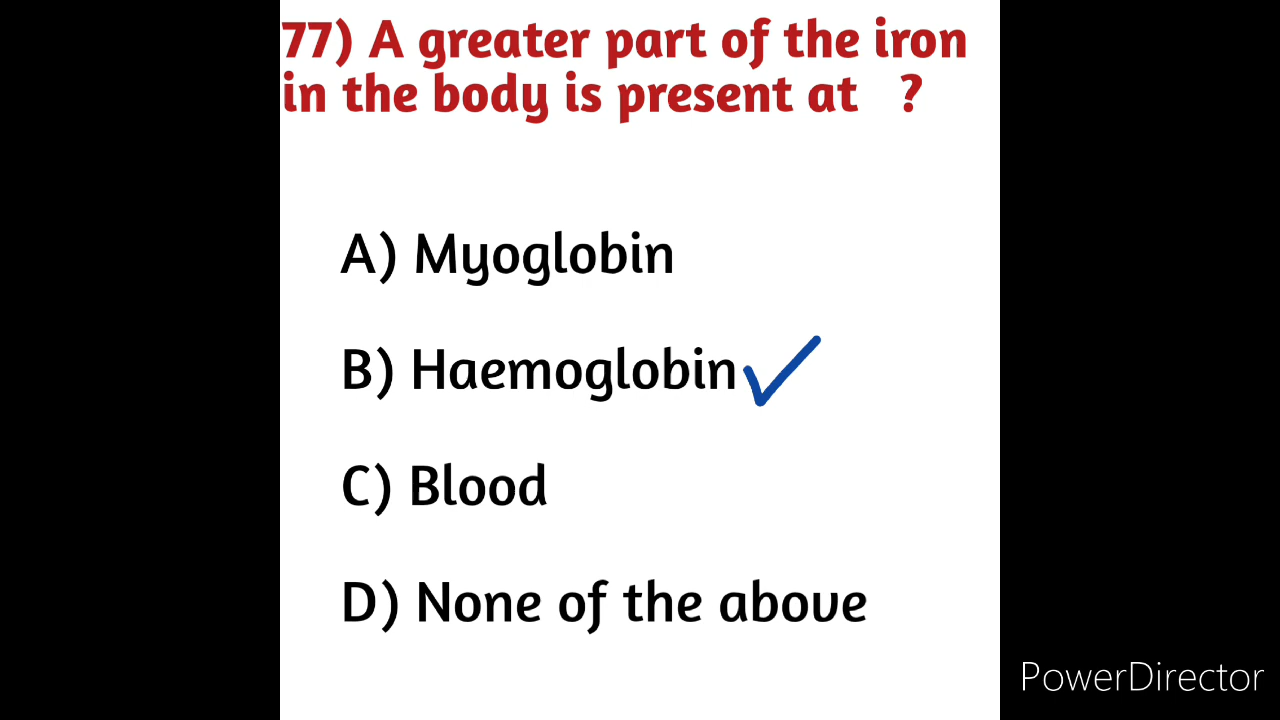 77) A greater part of the iron
in the body is present at ?
A) Myoglobin
B) Haemoglobin
C) Blood
D) None of the above
PowerDirector